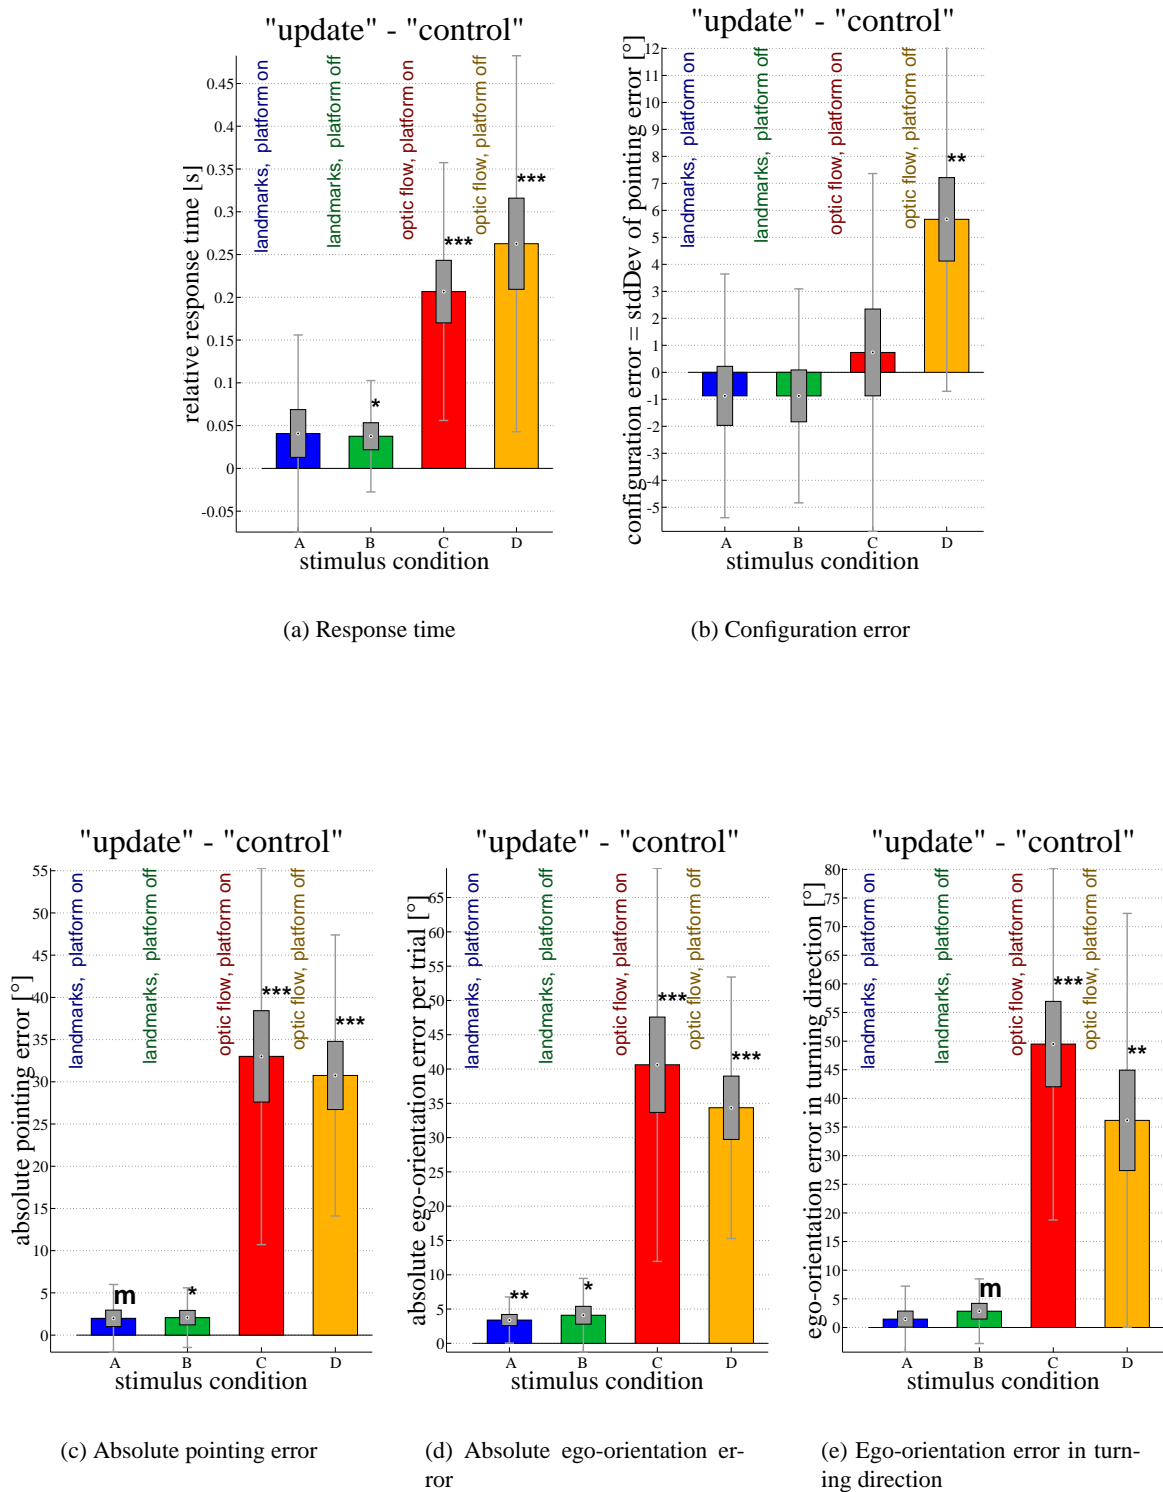 "update" - "control"
relative response time [s]
0.45
0.4
0.35
0.3
0.25
0.2
0.15
0.1
0.05
0
-0.05
landmarks, platform on
landmarks, platform off
optic flow, platform on
optic flow, platform off
*
***
***
A B C D
stimulus condition
(a) Response time
"update" - "control"
configuration error = stdDev of pointing error [°]
12
11
10
9
8
7
6
5
4
3
2
1
0
-1
-2
-3
-4
-5
landmarks, platform on
landmarks, platform off
optic flow, platform on
optic flow, platform off
**
A B C D
stimulus condition
(b) Configuration error
"update" - "control"
absolute pointing error [°]
55
50
45
40
35
30
25
20
15
10
5
0
landmarks, platform on
landmarks, platform off
optic flow, platform on
optic flow, platform off
m
*
***
***
A B C D
stimulus condition
(c) Absolute pointing error
"update" - "control"
absolute ego-orientation error per trial [°]
65
60
55
50
45
40
35
30
25
20
15
10
5
0
landmarks, platform on
landmarks, platform off
optic flow, platform on
optic flow, platform off
**
*
***
***
A B C D
stimulus condition
(d) Absolute ego-orientation er-
ror
"update" - "control"
ego-orientation error in turning direction [°]
80
75
70
65
60
55
50
45
40
35
30
25
20
15
10
5
0
landmarks, platform on
landmarks, platform off
optic flow, platform on
optic flow, platform off
m
***
**
A B C D
stimulus condition
(e) Ego-orientation error in turn-
ing direction